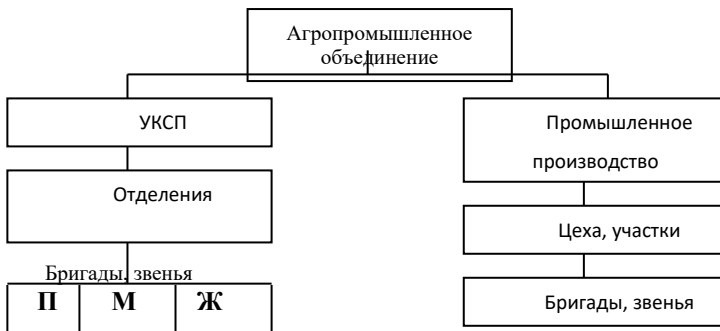 Агропромышленное
объединение
УКСП
Промышленное
производство
Отделения
Цеха, участки
Бригады, звенья
П М Ж
Бригады, звенья